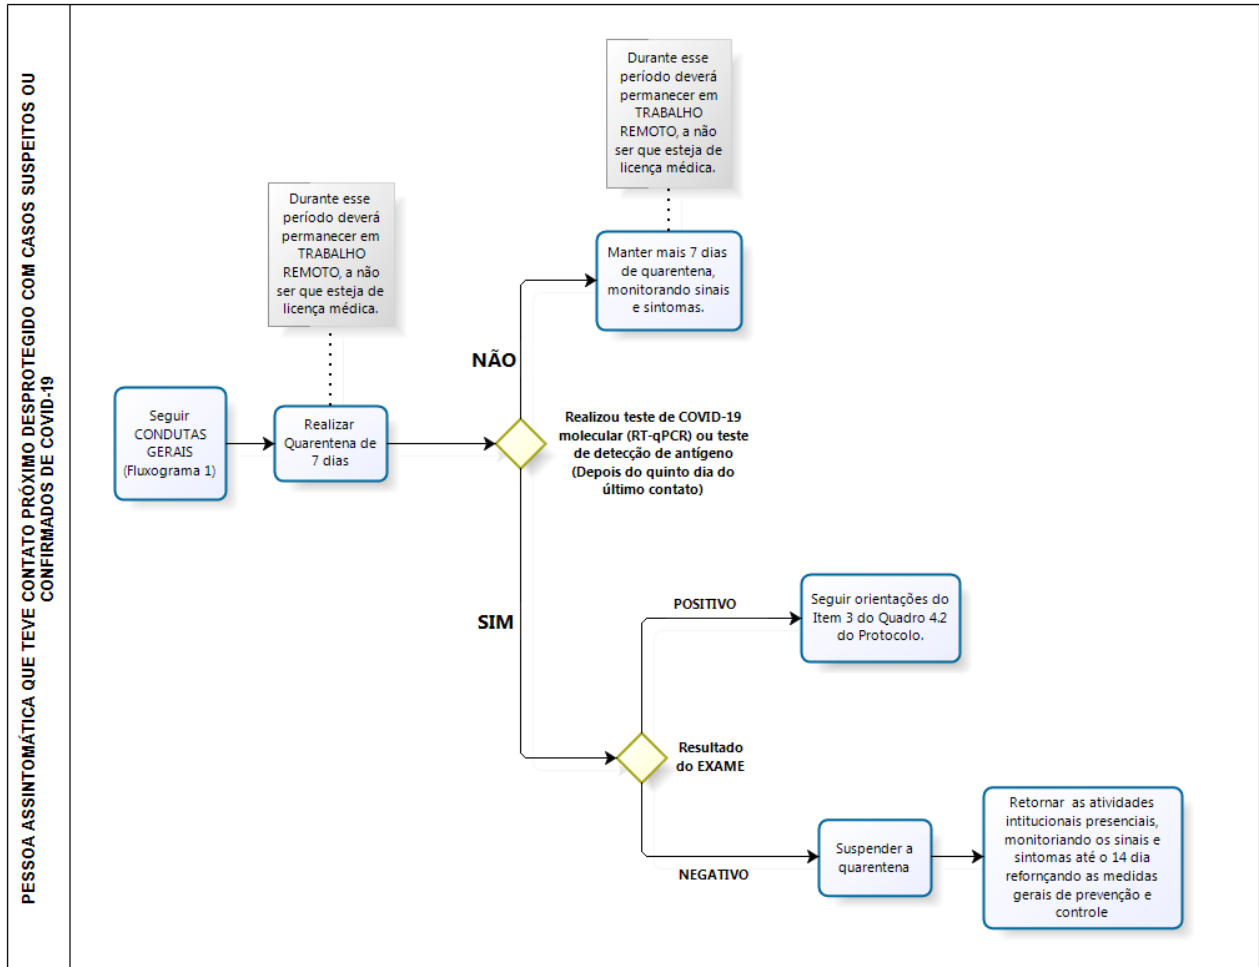 PESSOA ASSINTOMÁTICA QUE TEVE CONTATO PRÓXIMO DESPROTEGIDO COM CASOS SUSPEITOS OU
CONFIRMADOS DE COVID-19
Seguir
CONDUTAS
GERAIS
(Fluxograma 1)
Durante esse
período deverá
permanecer em
TRABALHO
REMOTO, a não
ser que esteja de
licença médica.
Realizar
Quarentena de
7 dias
Realizou teste de COVID-19
molecular (RT-qPCR) ou teste
de detecção de antígeno
(Depois do quinto dia do
último contato)
NÃO
Durante esse
período deverá
permanecer em
TRABALHO
REMOTO, a não
ser que esteja de
licença médica.
Manter mais 7 dias
de quarentena,
monitorando sinais
e sintomas.
SIM
Resultado
do EXAME
POSITIVO
Seguir orientações do
Item 3 do Quadro 4.2
do Protocolo.
NEGATIVO
Suspender a
quarentena
Retornar as atividades
intitucionais presenciais,
monitoriando os sinais e
sintomas até o 14 dia
refornçando as medidas
gerais de prevenção e
controle